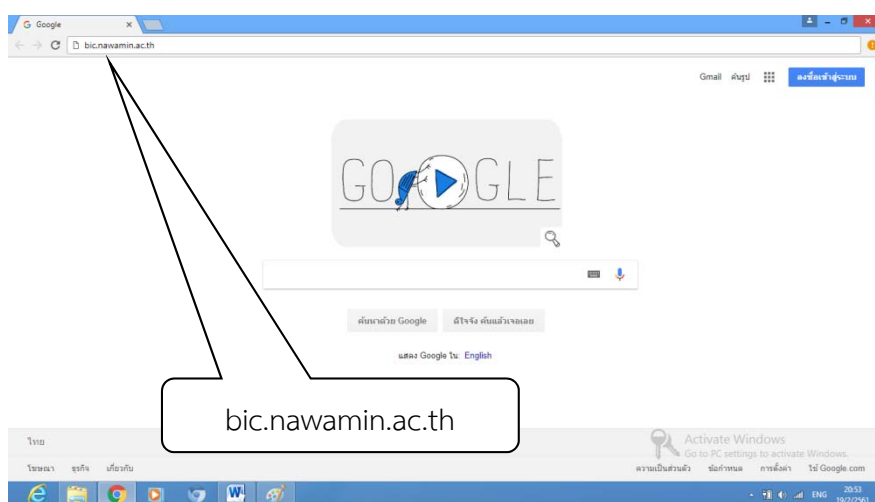 G Google
bic.nawamin.ac.th
Gmail ค้นรูป ลงชื่อเข้าสู่ระบบ
GOOGLE
ค้นหาด้วย Google ดีใจจัง ค้นแล้วเจอเลย
แสดง Google ใน: English
bic.nawamin.ac.th
ไทย
Activate Windows
Go to PC settings to activate Windows.
โฆษณา ธุรกิจ เกี่ยวกับ ความเป็นส่วนตัว ข้อกำหนด การตั้งค่า ใช้ Google.com
ENG 20:53
19/2/2561